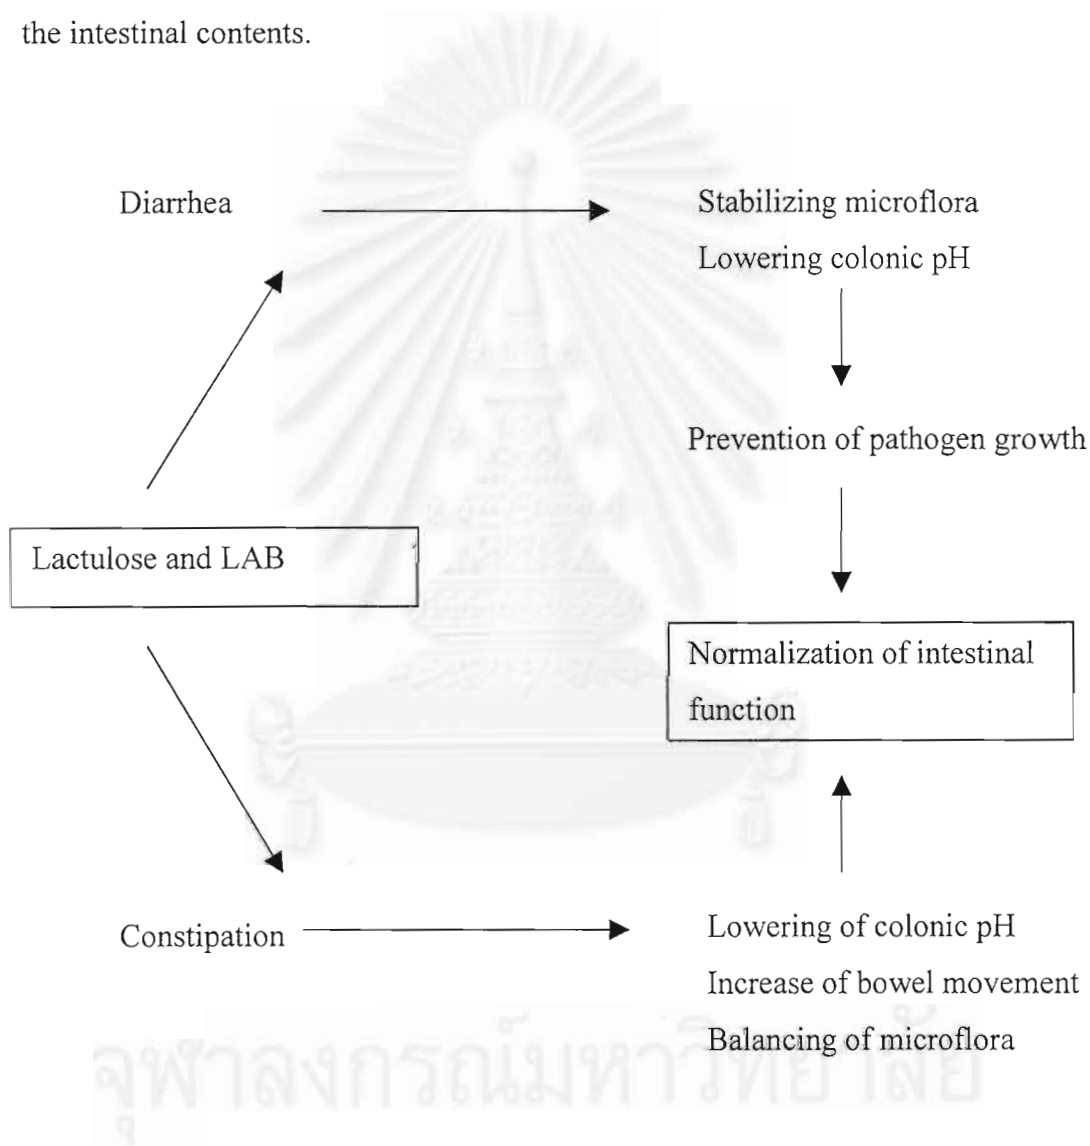 the intestinal contents.
Diarrhea
Stabilizing microflora
Lowering colonic pH
Prevention of pathogen growth
Lactulose and LAB
Normalization of intestinal
function
Constipation
Lowering of colonic pH
Increase of bowel movement
Balancing of microflora
จุฬาลงกรณ์มหาวิทยาลัย